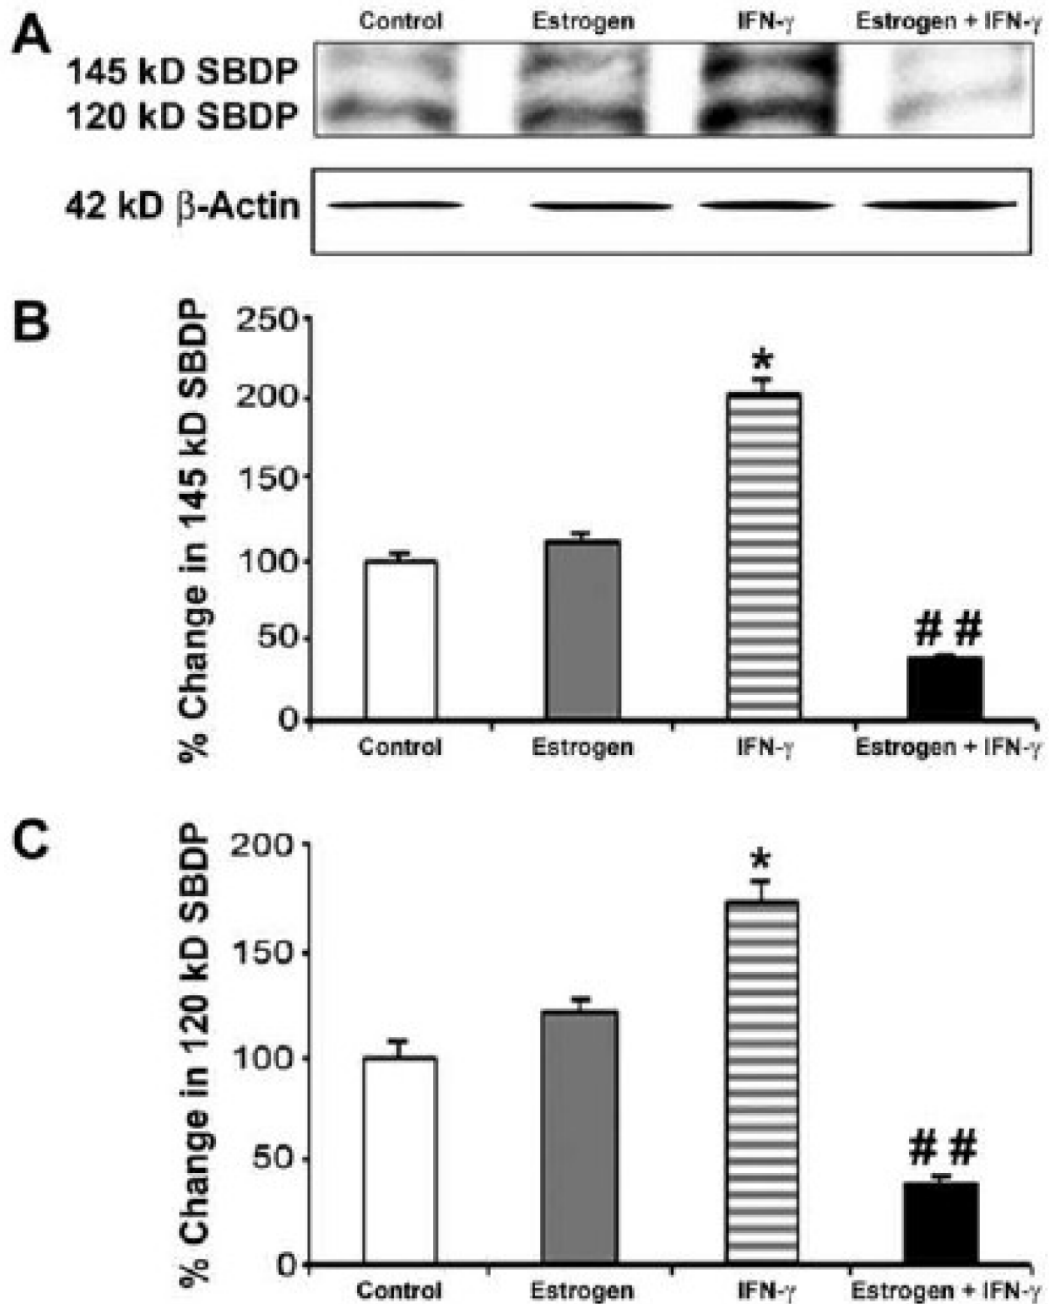 A
Control Estrogen IFN-γ Estrogen + IFN-γ
145 kD SBDP
120 kD SBDP
42 kD β-Actin
B
% Change in 145 kD SBDP
250
200
150
100
50
0
*
# #
Control Estrogen IFN-γ Estrogen + IFN-γ
C
% Change in 120 kD SBDP
200
150
100
50
0
*
# #
Control Estrogen IFN-γ Estrogen + IFN-γ